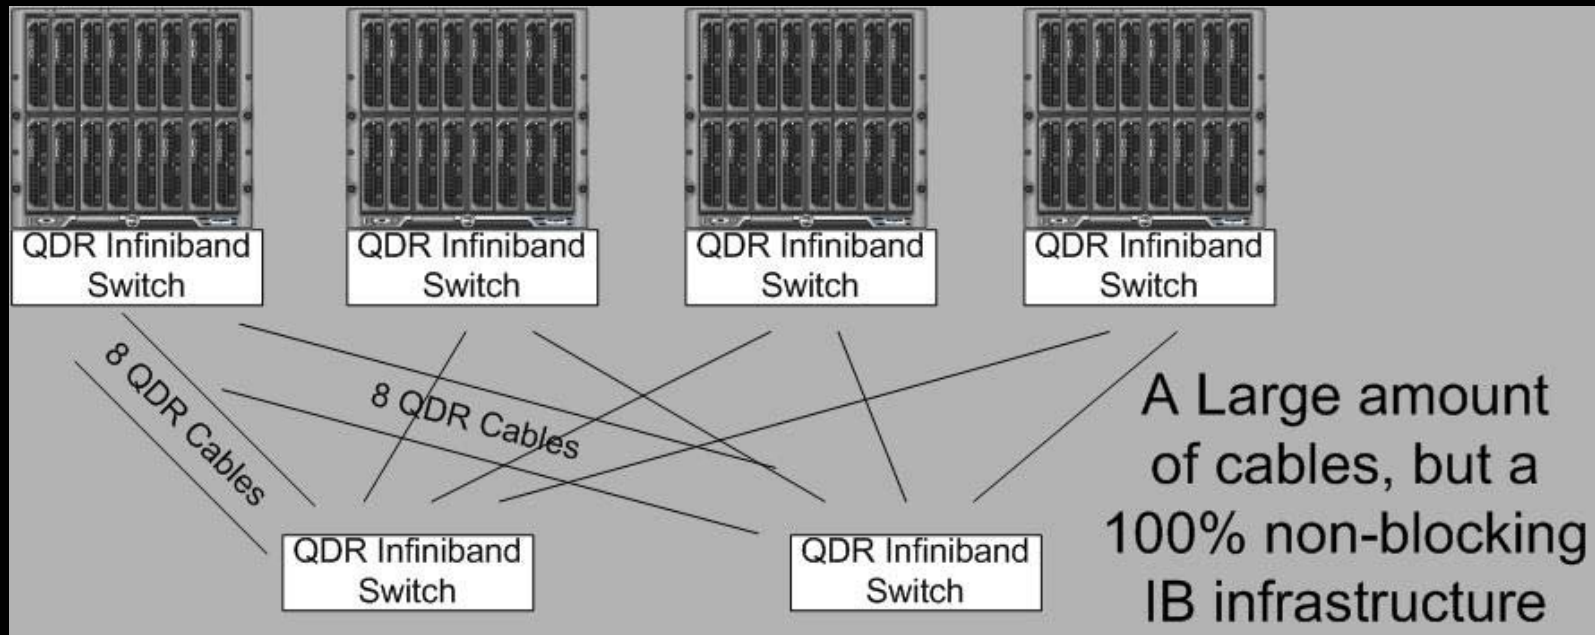 QDR Infiniband
Switch
QDR Infiniband
Switch
QDR Infiniband
Switch
QDR Infiniband
Switch
8 QDR Cables
8 QDR Cables
A Large amount
of cables, but a
100% non-blocking
IB infrastructure
QDR Infiniband
Switch
QDR Infiniband
Switch